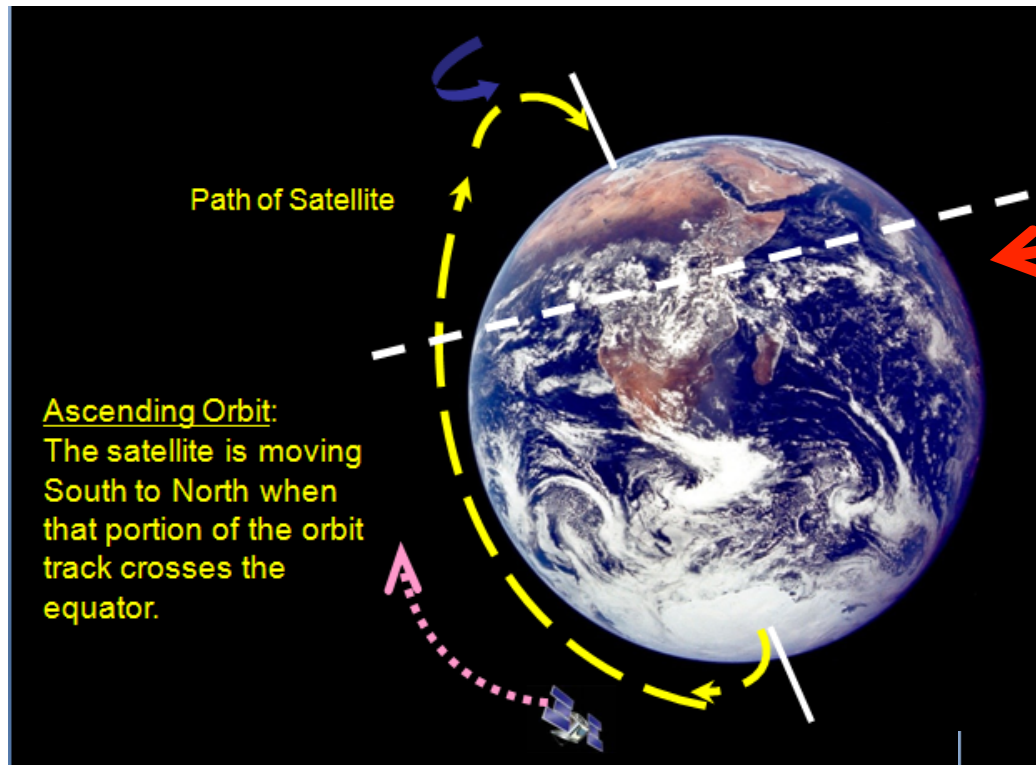 Path of Satellite
Ascending Orbit:
The satellite is moving
South to North when
that portion of the orbit
track crosses the
equator.